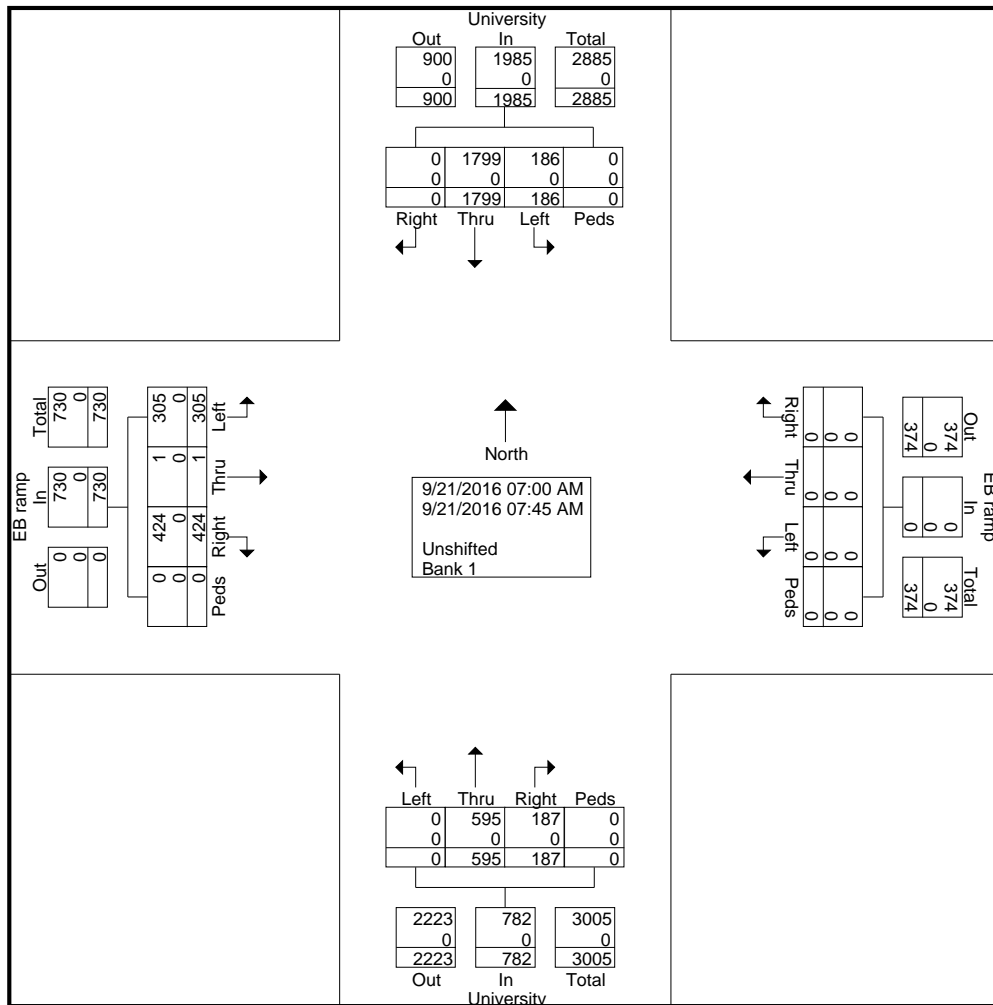 University
Out In Total
900 1985 2885
0 0 0
900 1985 2885
0 1799 186 0
0 0 0 0
0 1799 186 0
Right Thru Left Peds
EB ramp
Total In Out
730 730 0
0 0 0
730 730 0
Left Thru Right Peds
305 1 424 0
0 0 0 0
305 1 424 0
North
9/21/2016 07:00 AM
9/21/2016 07:45 AM
Unshifted
Bank 1
Right Thru Left Peds
0 0 0 0
0 0 0 0
0 0 0 0
EB ramp
Out In Total
374 0 374
0 0 0
374 0 374
Left Thru Right Peds
0 595 187 0
0 0 0 0
0 595 187 0
2223 782 3005
0 0 0
2223 782 3005
Out In Total
University